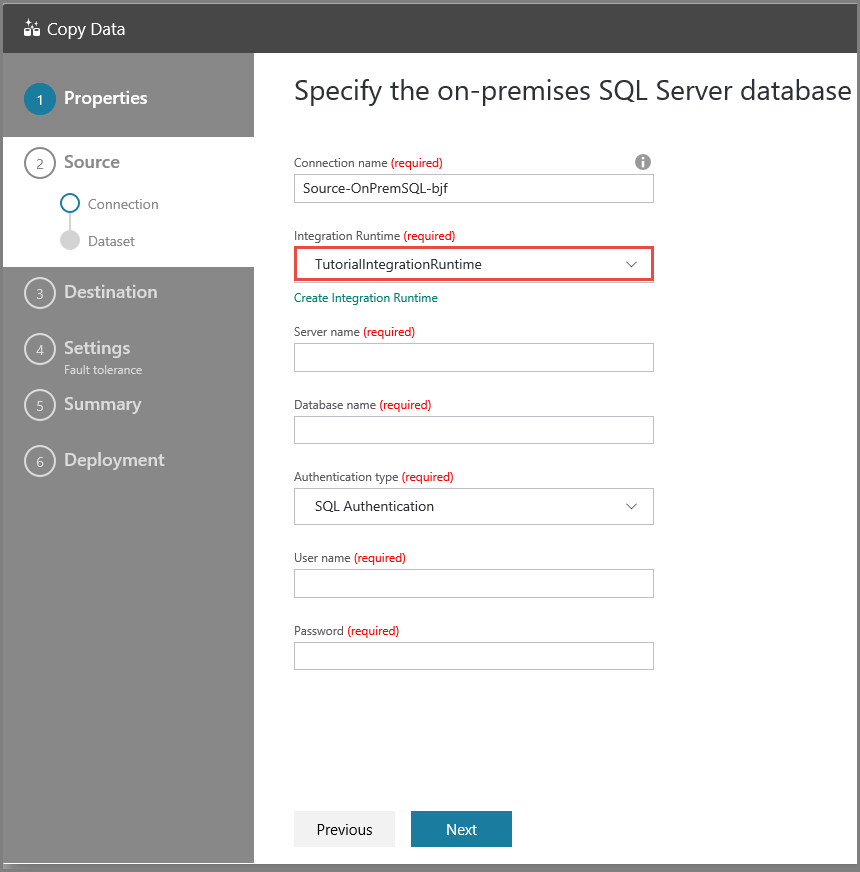 Copy Data
1 Properties
2 Source
Connection
Dataset
3 Destination
4 Settings
Fault tolerance
5 Summary
6 Deployment
Specify the on-premises SQL Server database
Connection name (required)
Source-OnPremSQL-bjf
Integration Runtime (required)
TutorialIntegrationRuntime
Create Integration Runtime
Server name (required)
Database name (required)
Authentication type (required)
SQL Authentication
User name (required)
Password (required)
Previous
Next